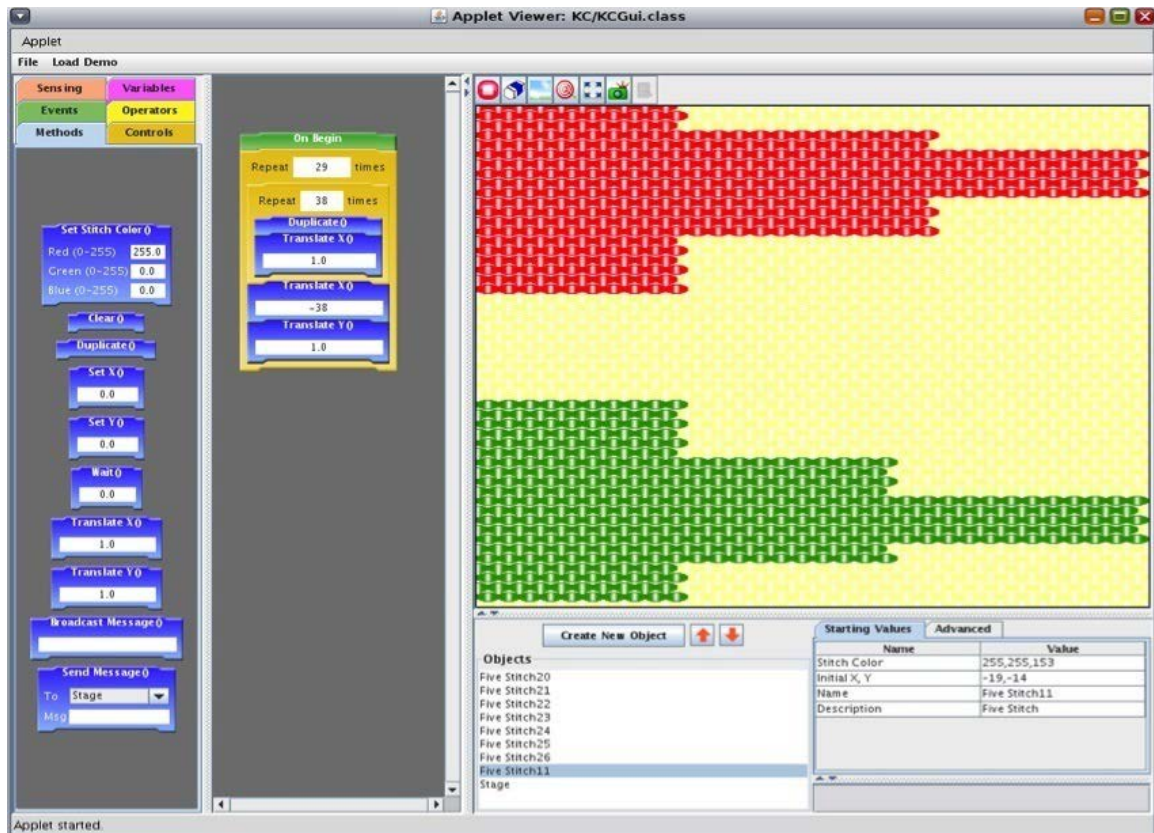 Applet Viewer: KC/KCGui.class
Applet
File Load Demo
Sensing Variables
Events Operators
Methods Controls
Set Stitch Color()
Red (0-255) 255.0
Green (0-255) 0.0
Blue (0-255) 0.0
Clear()
Duplicate()
Set X()
0.0
Set Y()
0.0
Wait()
0.0
Translate X()
1.0
Translate Y()
1.0
Broadcast Message()
Send Message()
To Stage
Msg
On Begin
Repeat 29 times
Repeat 38 times
Duplicate()
Translate X()
1.0
Translate X()
-38
Translate Y()
1.0
Create New Object
Objects
Five Stitch20
Five Stitch21
Five Stitch22
Five Stitch23
Five Stitch24
Five Stitch25
Five Stitch26
Five Stitch11
Stage
Starting Values Advanced
Name Value
Stitch Color 255,255,153
Initial X, Y -19,-14
Name Five Stitch11
Description Five Stitch
Applet started.